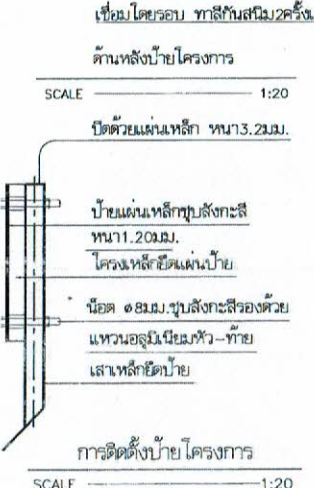 เชื่อมโดยรอบ ทาสีกันสนิม2ครั้ง
ด้านหลังป้ายโครงการ
SCALE 1:20
ปิดด้วยแผ่นเหล็ก หนา3.2มม.
ป้ายแผ่นเหล็กชุบสังกะสี
หนา1.20มม.
โครงเหล็กยึดแผ่นป้าย
น๊อต ø8มม.ชุบสังกะสีรองด้วย
แหวนอลูมิเนียมหัว-ท้าย
เสาเหล็กยึดป้าย
การติดตั้งป้ายโครงการ
SCALE 1:20